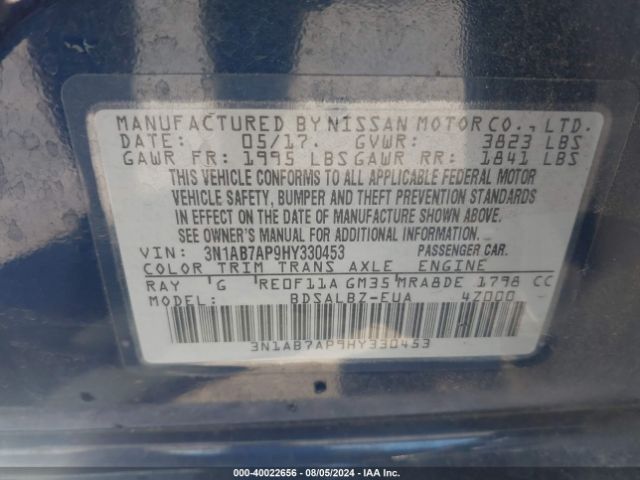 MANUFACTURED BY NISSAN MOTOR CO., LTD.
DATE: 05/17. GVWR: 3823 LBS
GAWR FR: 1995 LBS GAWR RR: 1841 LBS
THIS VEHICLE CONFORMS TO ALL APPLICABLE FEDERAL MOTOR
VEHICLE SAFETY, BUMPER AND THEFT PREVENTION STANDARDS
IN EFFECT ON THE DATE OF MANUFACTURE SHOWN ABOVE.
SEE OWNER'S MANUAL FOR ADDITIONAL INFORMATION.
VIN: 3N1AB7AP9HY330453 PASSENGER CAR.
COLOR TRIM TRANS AXLE ENGINE
RAY 'G RE0F11A GM35 MRA8DE 1798 CC
MODEL: BDSALBZ-EUA 4Z000
3N1AB7AP9HY330453
000-40022656 - 08/05/2024 - IAA Inc.